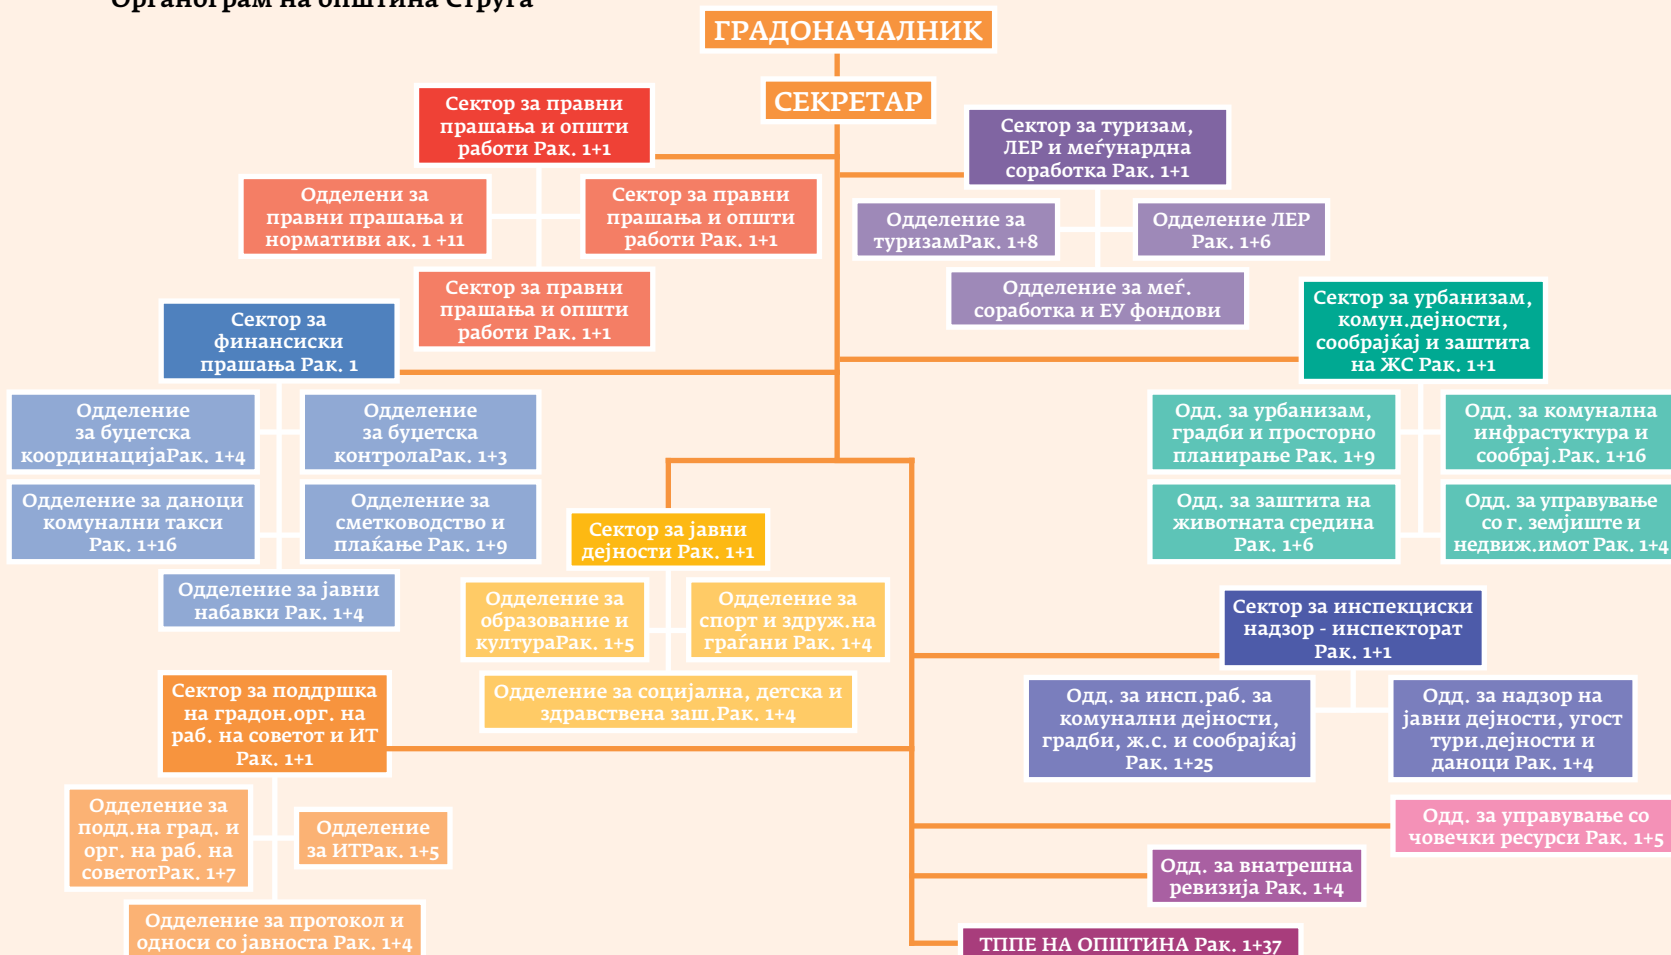 Органограм на општина Струга
ГРАДОНАЧАЛНИК
СЕКРЕТАР
Сектор за правни
прашања и општи
работи Рак. 1+1
Одделени за
правни прашања и
нормативи ак. 1 +11
Сектор за правни
прашања и општи
работи Рак. 1+1
Сектор за правни
прашања и општи
работи Рак. 1+1
Сектор за туризам,
ЛЕР и меѓунардна
соработка Рак. 1+1
Одделение за
туризамРак. 1+8
Одделение ЛЕР
Рак. 1+6
Одделение за меѓ.
соработка и ЕУ фондови
Сектор за финансиски
прашања Рак. 1
Одделение
за буџетска
координацијаРак. 1+4
Одделение
за буџетска
контролаРак. 1+3
Одделение за даноци
комунални такси
Рак. 1+16
Одделение за
сметководство и
плаќање Рак. 1+9
Одделение за јавни
набавки Рак. 1+4
Сектор за урбанизам,
комун.дејности,
сообрајќај и заштита
на ЖС Рак. 1+1
Одд. за урбанизам,
градби и просторно
планирање Рак. 1+9
Одд. за комунална
инфрастуктура и
сообрај.Рак. 1+16
Одд. за заштита на
животната средина
Рак. 1+6
Одд. за управување
со г. земјиште и
недвиж.имот Рак. 1+4
Сектор за јавни
дејности Рак. 1+1
Одделение за
образование и
културaРак. 1+5
Одделение за
спорт и здруж.на
граѓани Рак. 1+4
Одделение за социјална, детска и
здравствена заш.Рак. 1+4
Сектор за инспекциски
надзор - инспекторат
Рак. 1+1
Одд. за инсп.раб. за
комунални дејности,
градби, ж.с. и сообрајќај
Рак. 1+25
Одд. за надзор на
јавни дејности, угост
тури.дејности и
даноци Рак. 1+4
Сектор за поддршка
на градон.орг. на
раб. на советот и ИТ
Рак. 1+1
Одделение за
подд.на град. и
орг. на раб. на
советотРак. 1+7
Одделение
за ИТРак. 1+5
Одделение за протокол и
односи со јавноста Рак. 1+4
Одд. за управување со
човечки ресурси Рак. 1+5
Одд. за внатрешна
ревизија Рак. 1+4
ТППЕ НА ОПШТИНА Рак. 1+37